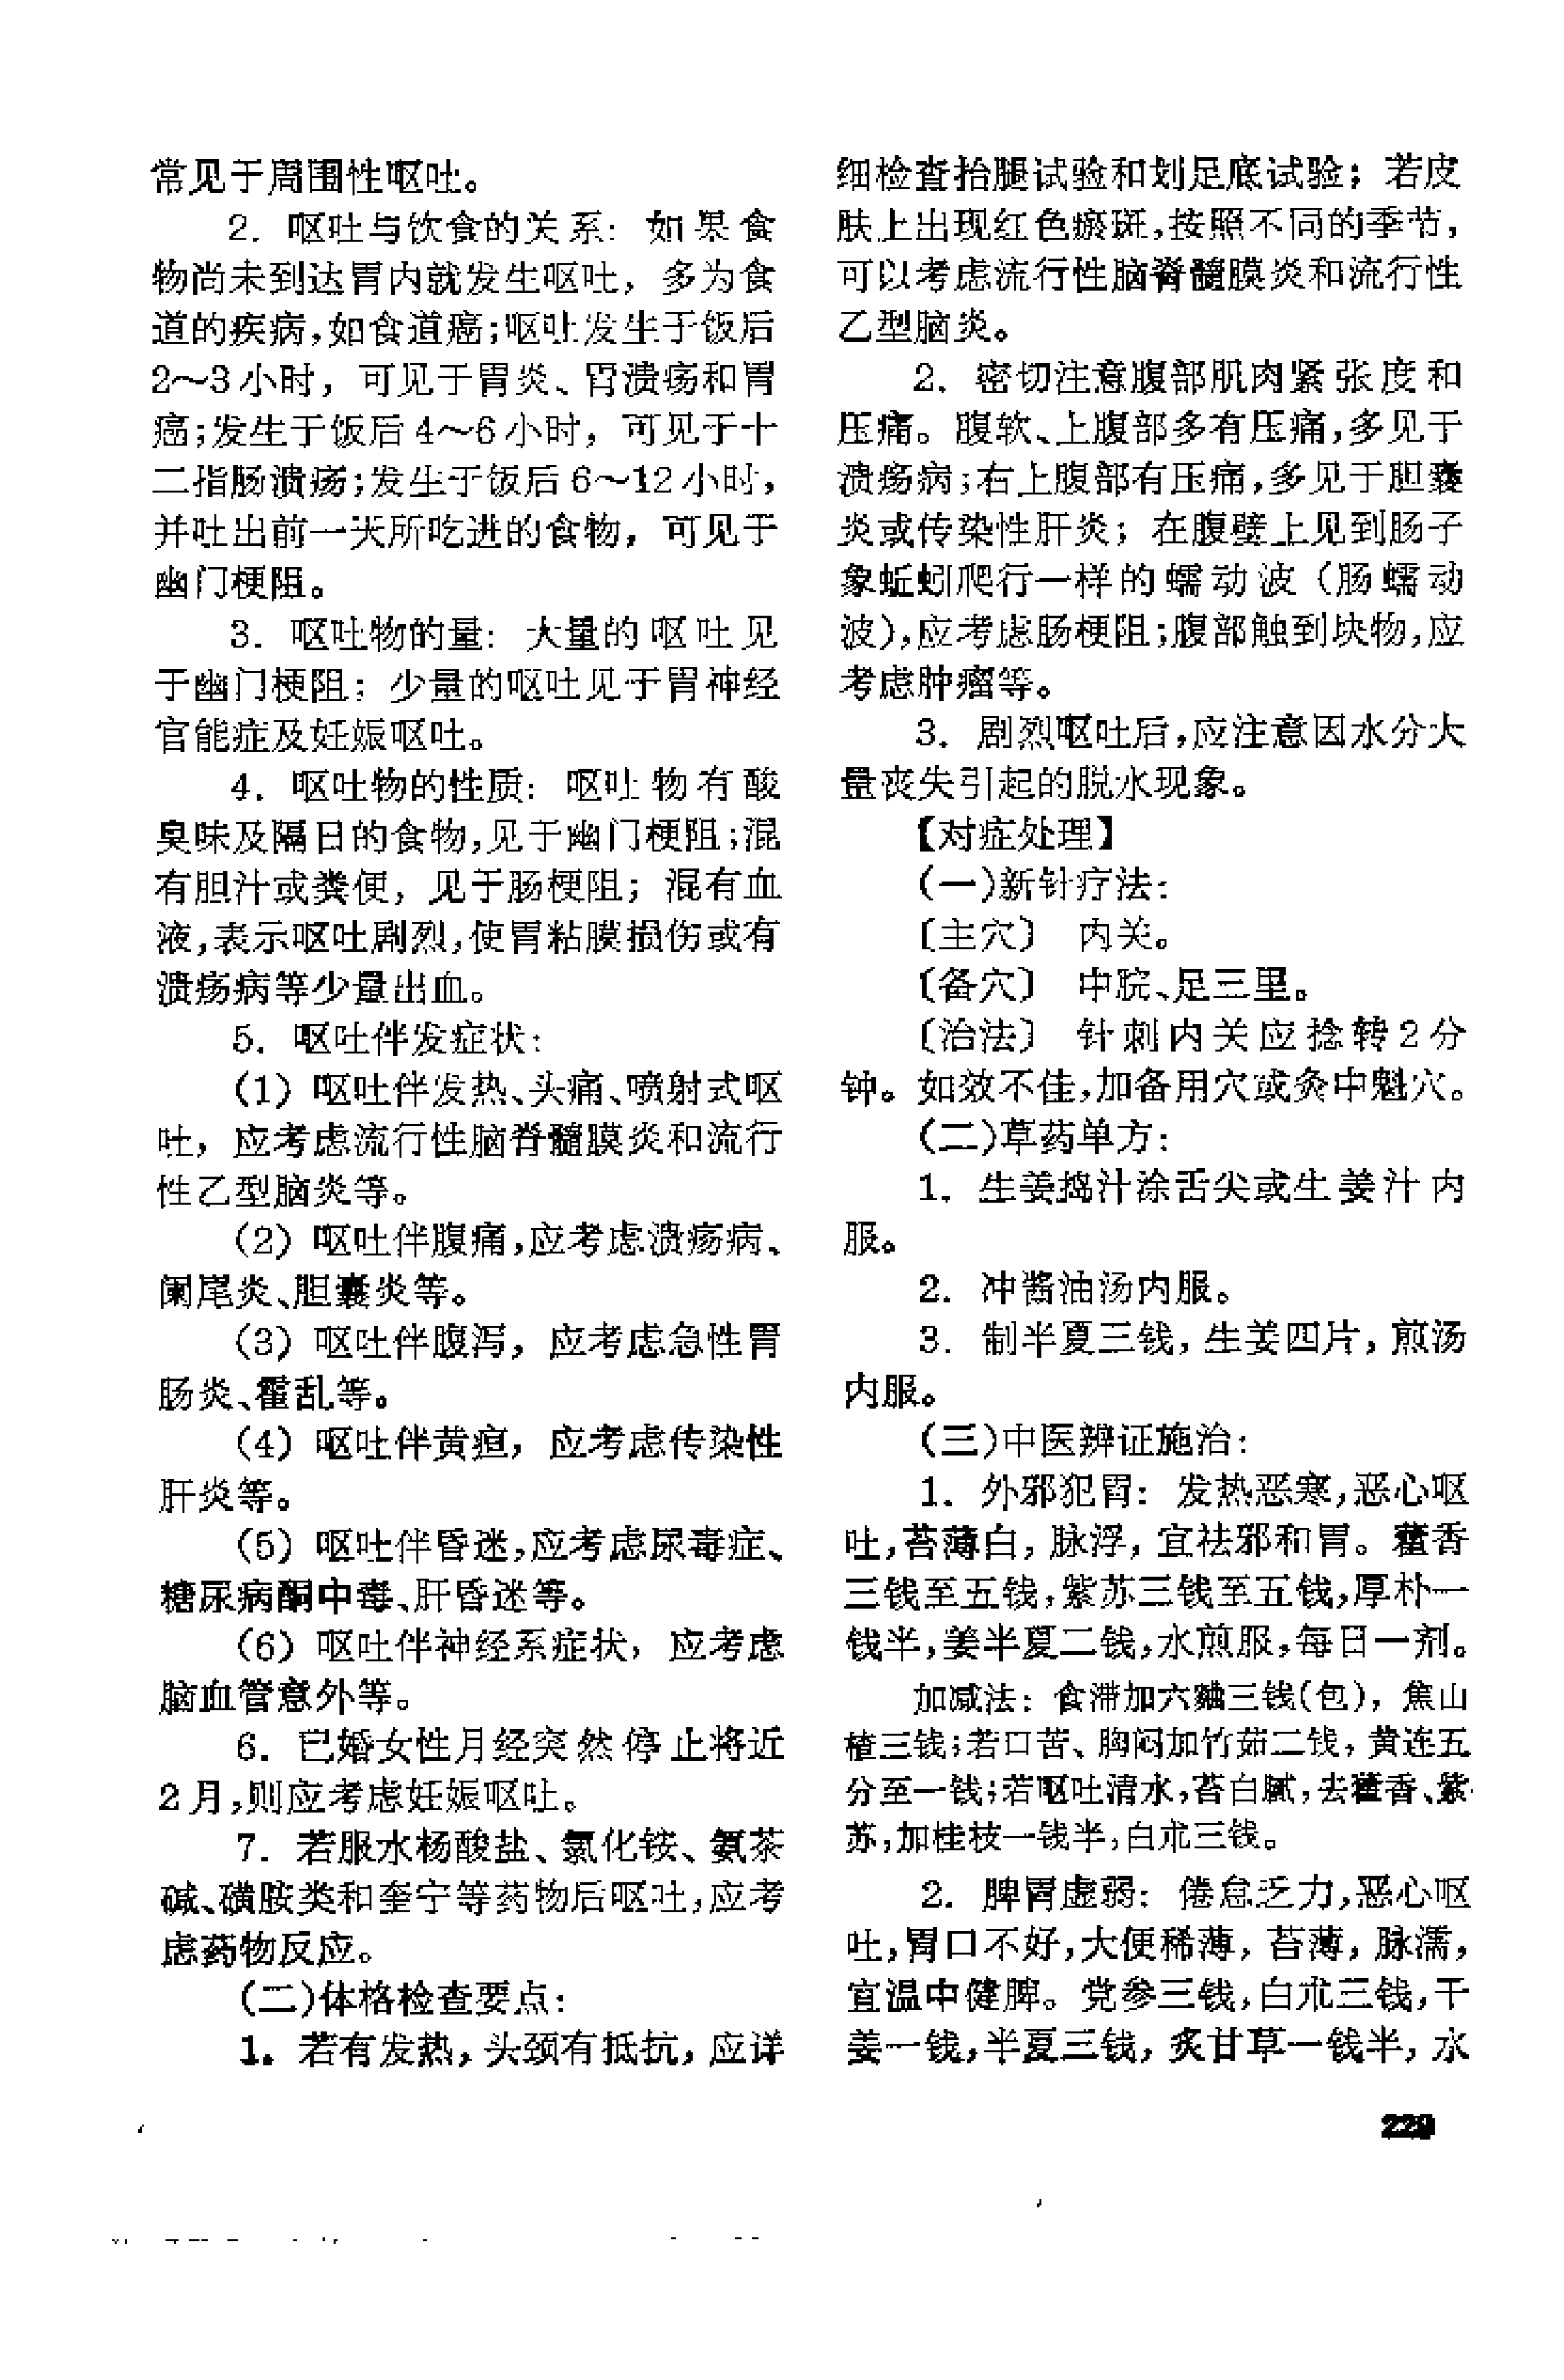 常见于周围性呕吐。
2. 呕吐与饮食的关系：如果食
物尚未到达胃内就发生呕吐，多为食
道的疾病,如食道癌;呕吐发生于饭后
2～3小时，可见于胃炎、胃溃疡和胃
癌;发生于饭后4～6小时，可见于十
二指肠溃疡;发生于饭后6～12小时，
并吐出前一天所吃进的食物，可见于
幽门梗阻。
3. 呕吐物的量：大量的呕吐见
于幽门梗阻；少量的呕吐见于胃神经
官能症及妊娠呕吐。
4. 呕吐物的性质：呕吐物有酸
臭味及隔日的食物,见于幽门梗阻;混
有胆汁或粪便，见于肠梗阻；混有血
液,表示呕吐剧烈,使胃粘膜损伤或有
溃疡病等少量出血。
5. 呕吐伴发症状：
(1) 呕吐伴发热、头痛、喷射式呕
吐，应考虑流行性脑脊髓膜炎和流行
性乙型脑炎等。
(2) 呕吐伴腹痛,应考虑溃疡病、
阑尾炎、胆囊炎等。
(3) 呕吐伴腹泻，应考虑急性胃
肠炎、霍乱等。
(4) 呕吐伴黄疸，应考虑传染性
肝炎等。
(5) 呕吐伴昏迷,应考虑尿毒症、
糖尿病酮中毒、肝昏迷等。
(6) 呕吐伴神经系症状，应考虑
脑血管意外等。
6. 已婚女性月经突然停止将近
2月,则应考虑妊娠呕吐。
7. 若服水杨酸盐、氯化铵、氨茶
碱、磺胺类和奎宁等药物后呕吐,应考
虑药物反应。
(二)体格检查要点：
1. 若有发热，头颈有抵抗，应详
细检查抬腿试验和划足底试验；若皮
肤上出现红色瘀斑,按照不同的季节，
可以考虑流行性脑脊髓膜炎和流行性
乙型脑炎。
2. 密切注意腹部肌肉紧张度和
压痛。腹软、上腹部多有压痛,多见于
溃疡病;右上腹部有压痛,多见于胆囊
炎或传染性肝炎；在腹壁上见到肠子
象蚯蚓爬行一样的蠕动波（肠蠕动
波）,应考虑肠梗阻;腹部触到块物,应
考虑肿瘤等。
3. 剧烈呕吐后,应注意因水分大
量丧失引起的脱水现象。
【对症处理】
(一)新针疗法：
〔主穴〕 内关。
〔备穴〕 中脘、足三里。
〔治法〕 针刺内关应捻转2分
钟。如效不佳,加备用穴或灸中魁穴。
(二)草药单方：
1. 生姜捣汁涂舌尖或生姜汁内
服。
2. 冲酱油汤内服。
3. 制半夏三钱，生姜四片，煎汤
内服。
(三)中医辨证施治：
1. 外邪犯胃：发热恶寒,恶心呕
吐,苔薄白，脉浮，宜祛邪和胃。藿香
三钱至五钱,紫苏三钱至五钱,厚朴一
钱半,姜半夏二钱,水煎服,每日一剂。
加减法：食滞加六粬三钱(包)，焦山
楂三钱;若口苦、胸闷加竹茹二钱，黄连五
分至一钱;若呕吐清水,苔白腻,去藿香、紫
苏,加桂枝一钱半,白朮三钱。
2. 脾胃虚弱：倦怠乏力,恶心呕
吐,胃口不好,大便稀薄，苔薄，脉濡，
宜温中健脾。党参三钱,白朮三钱,干
姜一钱,半夏三钱，炙甘草一钱半，水
229